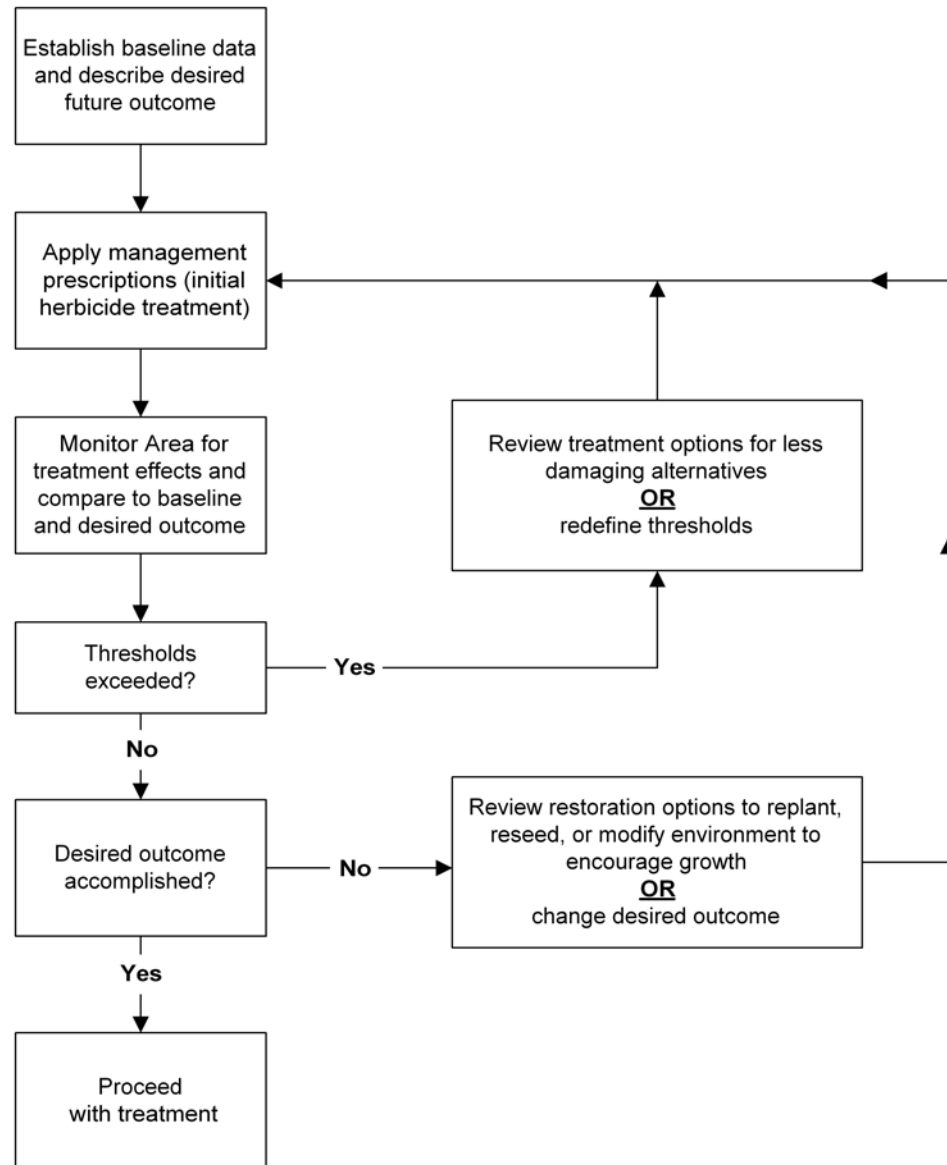 Establish baseline data
and describe desired
future outcome
Apply management
prescriptions (initial
herbicide treatment)
Monitor Area for
treatment effects and
compare to baseline
and desired outcome
Review treatment options for less
damaging alternatives
OR
redefine thresholds
Thresholds
exceeded?
Yes
No
Desired outcome
accomplished?
No
Review restoration options to replant,
reseed, or modify environment to
encourage growth
OR
change desired outcome
Yes
Proceed
with treatment